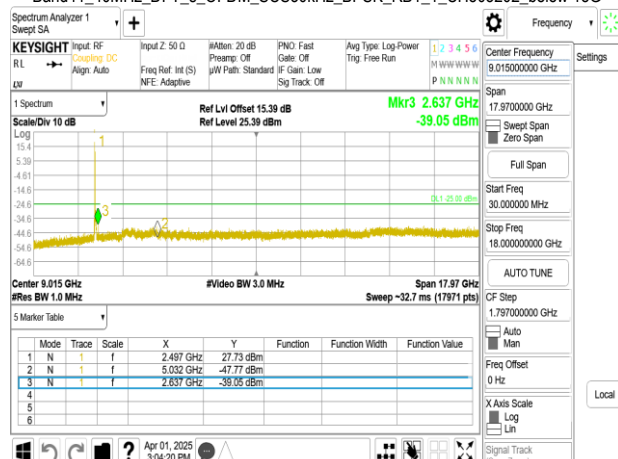 Spectrum Analyzer 1
Swept SA
Frequency
KEYSIGHT
Input: RF
Coupling: DC
Align: Auto
Input Z: 50 Ω
Freq Ref: Int (S)
NFE: Adaptive
#Atten: 20 dB
Preamp: Off
µW Path: Standard
PNO: Fast
Gate: Off
IF Gain: Low
Sig Track: Off
Avg Type: Log-Power
Trig: Free Run
1 2 3 4 5 6
M W W W W W
P N N N N N
RL
1 Spectrum
Scale/Div 10 dB
Ref Lvl Offset 15.39 dB
Ref Level 25.39 dBm
Mkr3 2.637 GHz
-39.05 dBm
Log
15.4
5.39
-4.61
-14.6
-24.6
-34.6
-44.6
-54.6
-64.6
1
3
2
DL1 -25.00 dBm
Center 9.015 GHz
#Res BW 1.0 MHz
#Video BW 3.0 MHz
Span 17.97 GHz
Sweep ~32.7 ms (17971 pts)
5 Marker Table
Mode Trace Scale X Y Function Function Width Function Value
1 N 1 f 2.497 GHz 27.73 dBm
2 N 1 f 5.032 GHz -47.77 dBm
3 N 1 f 2.637 GHz -39.05 dBm
4
5
6
Apr 01, 2025
3:04:20 PM
Center Frequency
9.015000000 GHz
Settings
Span
17.9700000 GHz
Swept Span
Zero Span
Full Span
Start Freq
30.000000 MHz
Stop Freq
18.000000000 GHz
AUTO TUNE
CF Step
1.797000000 GHz
Auto
Man
Freq Offset
0 Hz
X Axis Scale
Log
Lin
Local
Signal Track